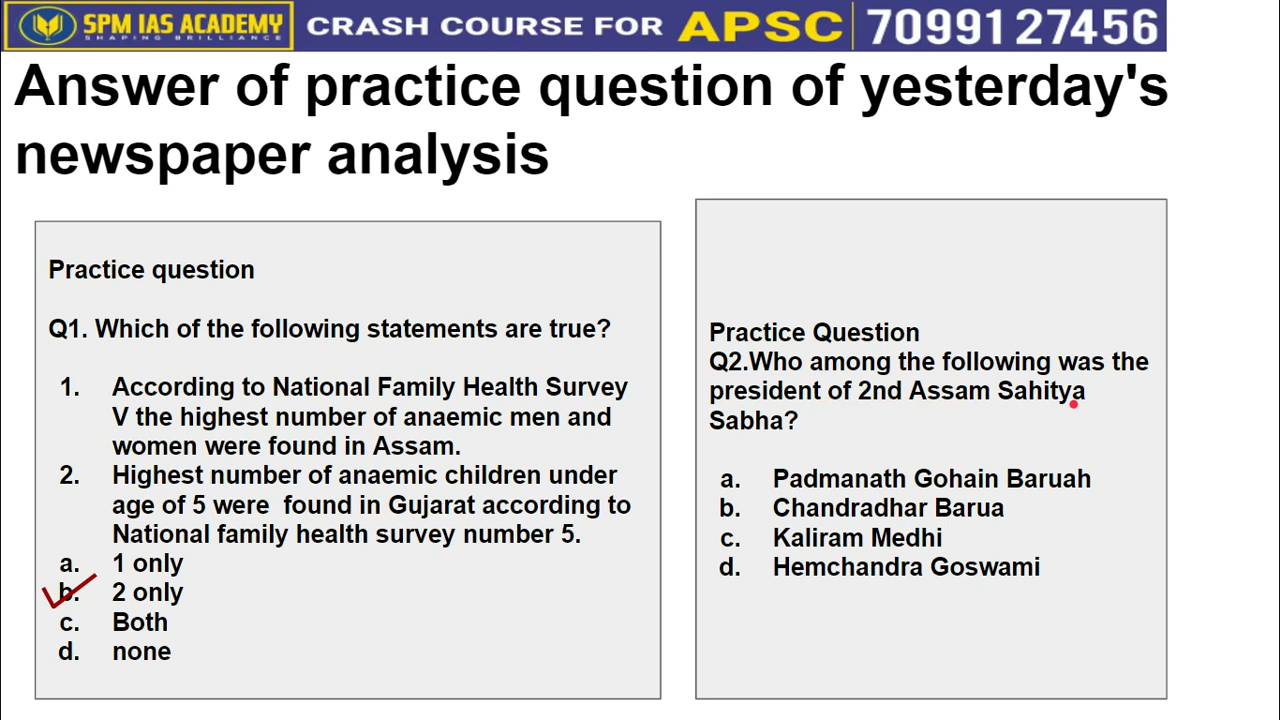 SPM IAS ACADEMY
SHAPING BRILLIANCE
CRASH COURSE FOR APSC 70991 27456
Answer of practice question of yesterday's
newspaper analysis
Practice question
Q1. Which of the following statements are true?
1. According to National Family Health Survey
V the highest number of anaemic men and
women were found in Assam.
2. Highest number of anaemic children under
age of 5 were found in Gujarat according to
National family health survey number 5.
a. 1 only
b. 2 only
c. Both
d. none
Practice Question
Q2.Who among the following was the
president of 2nd Assam Sahitya
Sabha?
a. Padmanath Gohain Baruah
b. Chandradhar Barua
c. Kaliram Medhi
d. Hemchandra Goswami